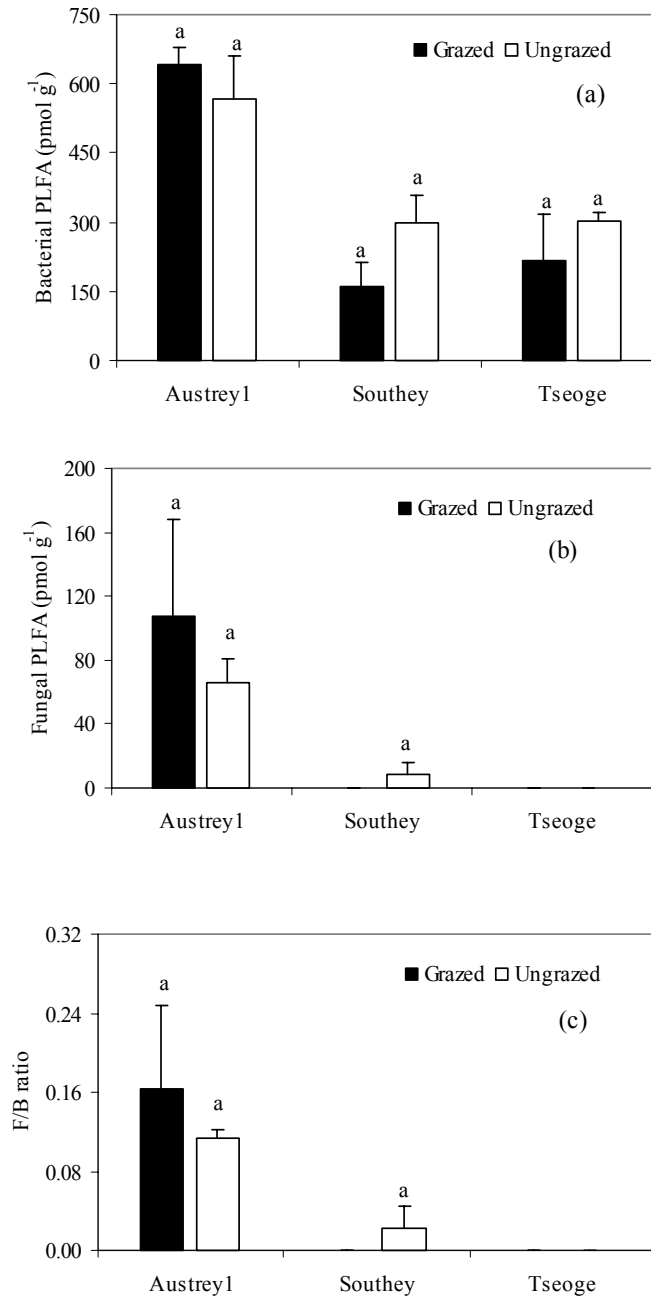 750
600
450
300
150
0
Bacterial PLFA (pmol g⁻¹)
Grazed Ungrazed
(a)
a a
a a
a a
Austrey1 Southey Tseoge
200
160
120
80
40
0
Fungal PLFA (pmol g⁻¹)
Grazed Ungrazed
(b)
a
a
a
Austrey1 Southey Tseoge
0.32
0.24
0.16
0.08
0.00
F/B ratio
Grazed Ungrazed
(c)
a
a
a
Austrey1 Southey Tseoge